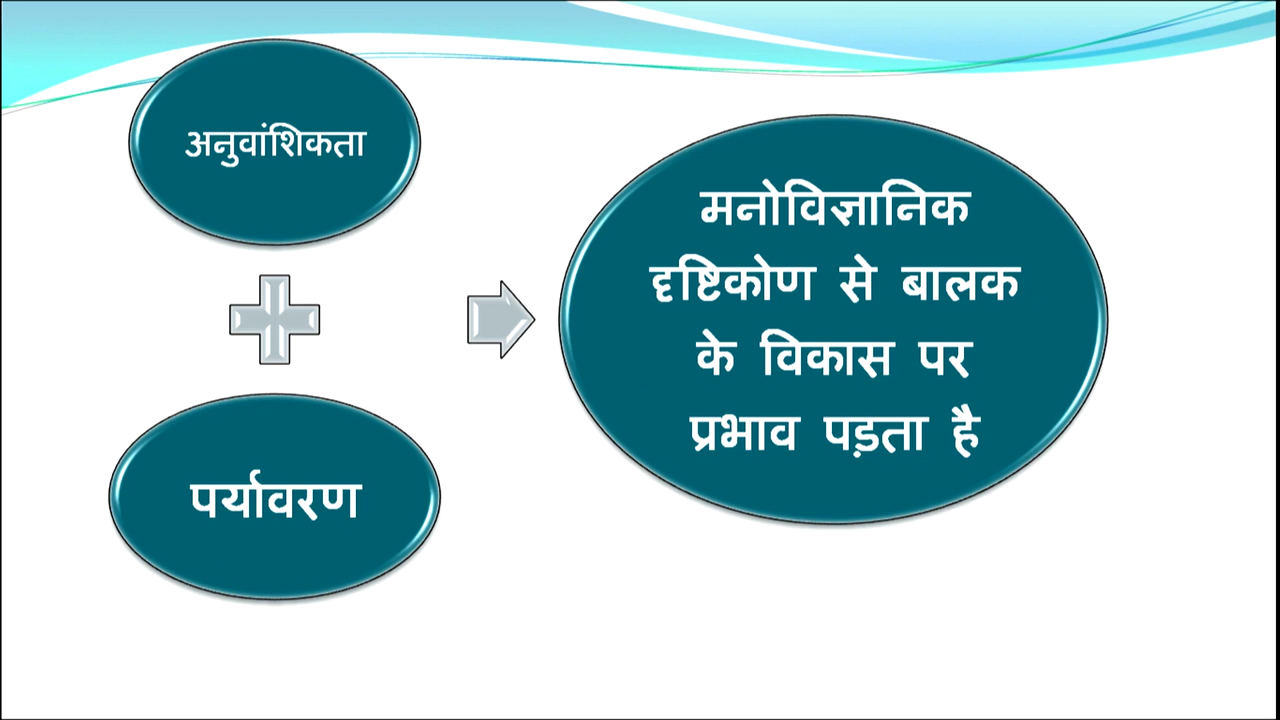 अनुवांशिकता
पर्यावरण
मनोविज्ञानिक
दृष्टिकोण से बालक
के विकास पर
प्रभाव पड़ता है